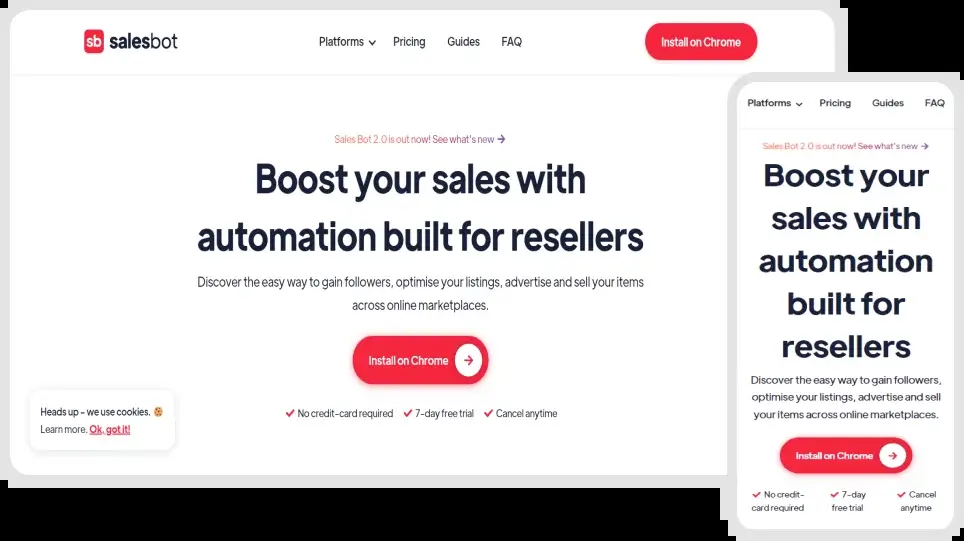 sb salesbot
Platforms Pricing Guides FAQ
Install on Chrome
Sales Bot 2.0 is out now! See what's new →
Boost your sales with
automation built for resellers
Discover the easy way to gain followers, optimise your listings, advertise and sell your items
across online marketplaces.
Install on Chrome →
✓ No credit-card required ✓ 7-day free trial ✓ Cancel anytime
Heads up – we use cookies. 🍪
Learn more. Ok, got it!
Platforms Pricing Guides FAQ
Sales Bot 2.0 is out now! See what's new →
Boost your
sales with
automation
built for
resellers
Discover the easy way to gain followers,
optimise your listings, advertise and sell
your items across online marketplaces.
Install on Chrome →
✓ No credit- ✓ 7-day ✓ Cancel
card required free trial anytime